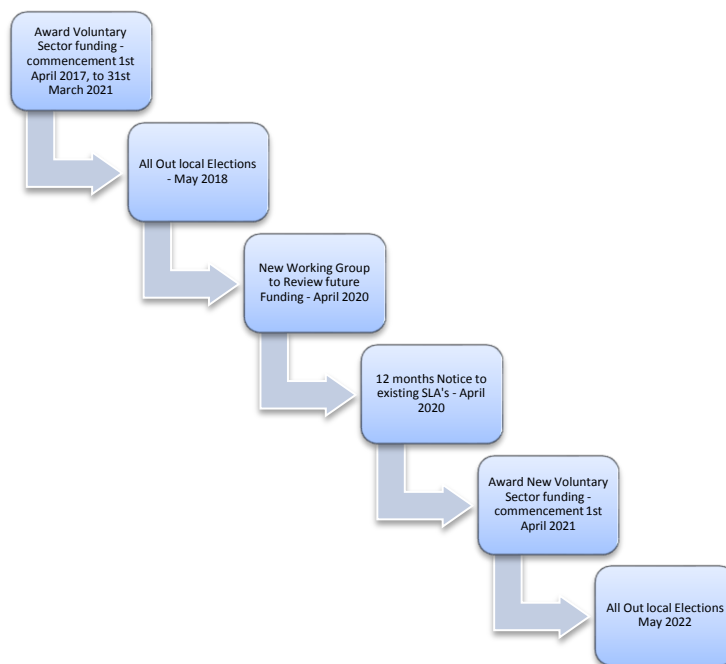 Award Voluntary
Sector funding -
commencement 1st
April 2017, to 31st
March 2021
All Out local Elections
- May 2018
New Working Group
to Review future
Funding - April 2020
12 months Notice to
existing SLA's - April
2020
Award New Voluntary
Sector funding -
commencement 1st
April 2021
All Out local Elections
May 2022